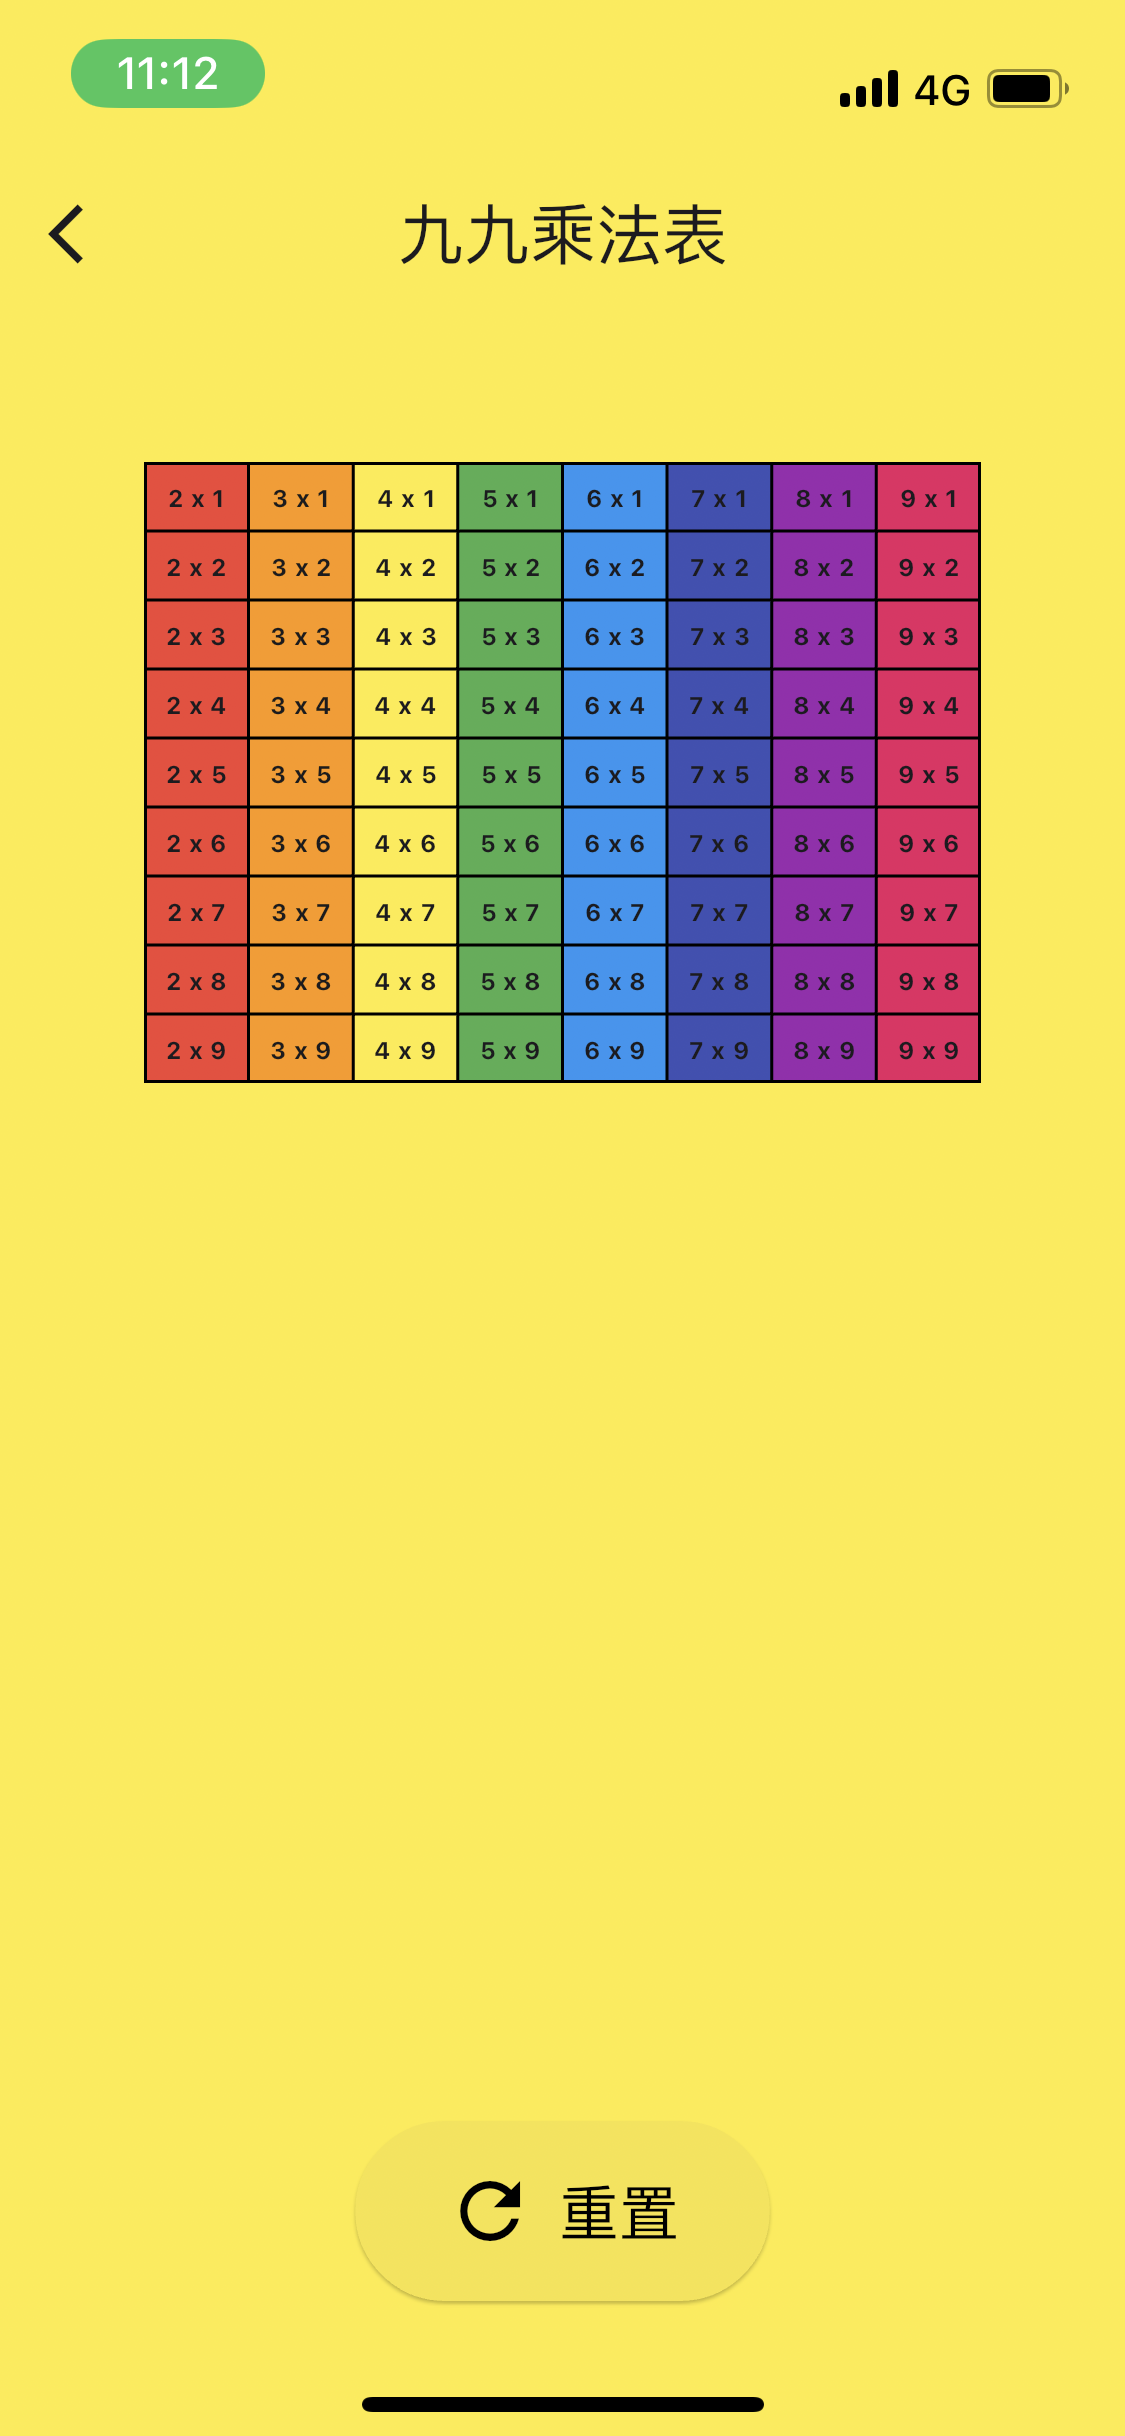 11:12
4G
九九乘法表
2 x 1 3 x 1 4 x 1 5 x 1 6 x 1 7 x 1 8 x 1 9 x 1
2 x 2 3 x 2 4 x 2 5 x 2 6 x 2 7 x 2 8 x 2 9 x 2
2 x 3 3 x 3 4 x 3 5 x 3 6 x 3 7 x 3 8 x 3 9 x 3
2 x 4 3 x 4 4 x 4 5 x 4 6 x 4 7 x 4 8 x 4 9 x 4
2 x 5 3 x 5 4 x 5 5 x 5 6 x 5 7 x 5 8 x 5 9 x 5
2 x 6 3 x 6 4 x 6 5 x 6 6 x 6 7 x 6 8 x 6 9 x 6
2 x 7 3 x 7 4 x 7 5 x 7 6 x 7 7 x 7 8 x 7 9 x 7
2 x 8 3 x 8 4 x 8 5 x 8 6 x 8 7 x 8 8 x 8 9 x 8
2 x 9 3 x 9 4 x 9 5 x 9 6 x 9 7 x 9 8 x 9 9 x 9
重置